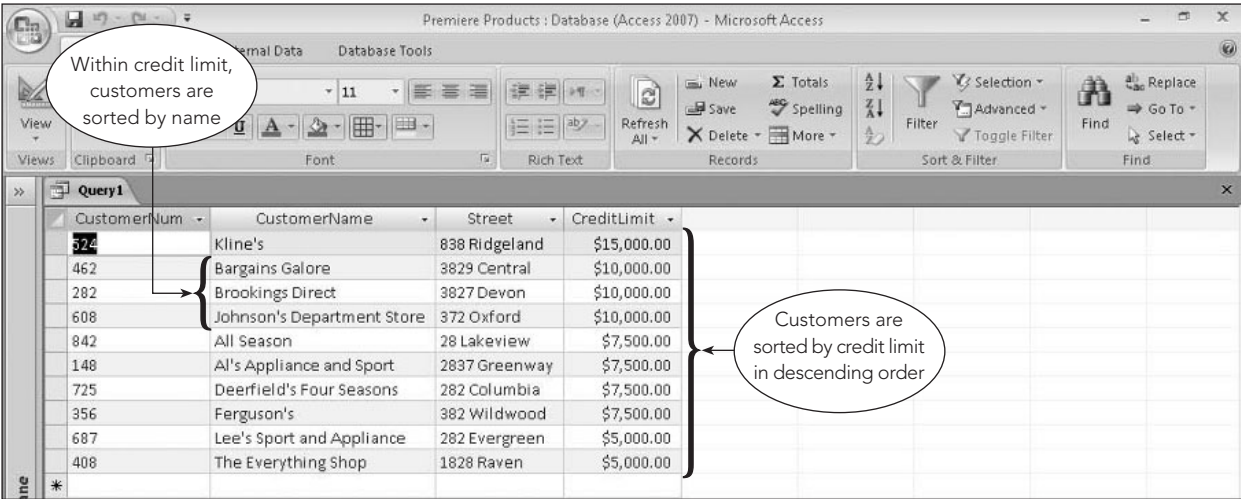 Premiere Products : Database (Access 2007) - Microsoft Access
Within credit limit,
customers are
sorted by name
Database Tools
ernal Data
11
View
Refresh
All
New
Save
Delete
Totals
Spelling
More
Filter
Selection
Advanced
Toggle Filter
Find
Replace
Go To
Select
Views
Clipboard
Font
Rich Text
Records
Sort & Filter
Find
Query1
CustomerNum CustomerName Street CreditLimit
524 Kline's 838 Ridgeland $15,000.00
462 Bargains Galore 3829 Central $10,000.00
282 Brookings Direct 3827 Devon $10,000.00
608 Johnson's Department Store 372 Oxford $10,000.00
842 All Season 28 Lakeview $7,500.00
148 Al's Appliance and Sport 2837 Greenway $7,500.00
725 Deerfield's Four Seasons 282 Columbia $7,500.00
356 Ferguson's 382 Wildwood $7,500.00
687 Lee's Sport and Appliance 282 Evergreen $5,000.00
408 The Everything Shop 1828 Raven $5,000.00
Customers are
sorted by credit limit
in descending order